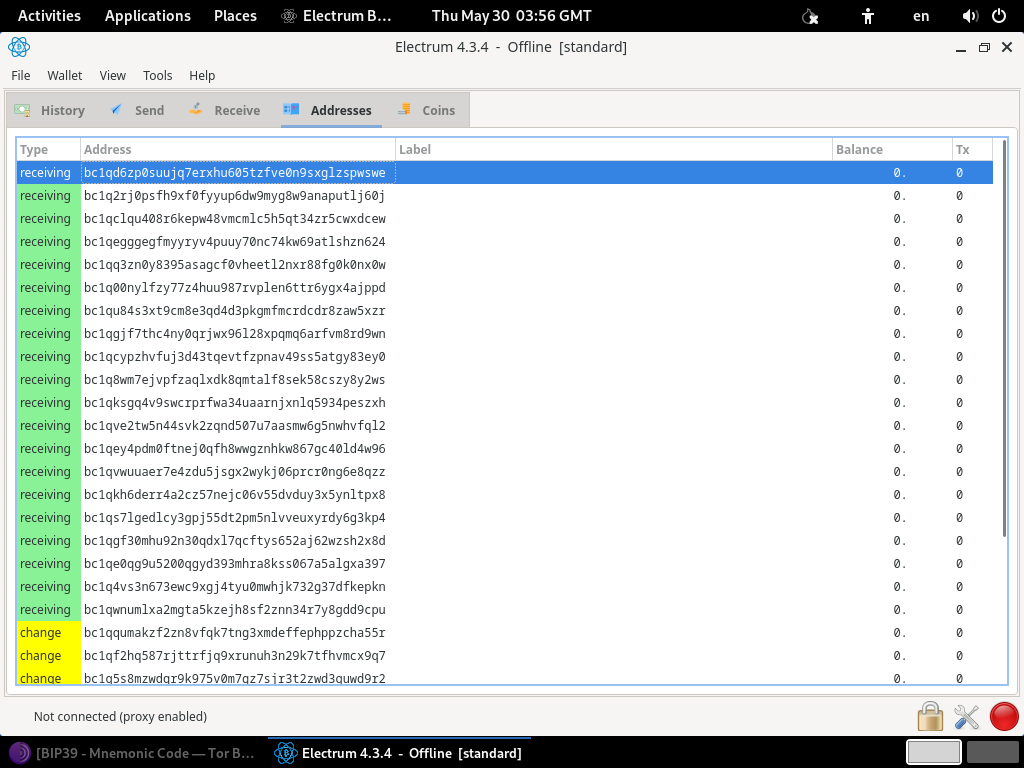 Activities Applications Places Electrum B... Thu May 30 03:56 GMT en
Electrum 4.3.4 - Offline [standard]
File Wallet View Tools Help
History Send Receive Addresses Coins
Type Address Label Balance Tx
receiving bc1qd6zp0suujq7erxhu605tzfve0n9sxglzspwswe 0. 0
receiving bc1q2rj0psfh9xf0fyyup6dw9myg8w9anaputlj60j 0. 0
receiving bc1qclqu408r6kepw48vmcmlc5h5qt34zr5cwxdcew 0. 0
receiving bc1qegggegfmyyryv4puuy70nc74kw69atlshzn624 0. 0
receiving bc1qq3zn0y8395asagcf0vheetl2nxr88fg0k0nx0w 0. 0
receiving bc1q00nylfzy77z4huu987rvplen6ttr6ygx4ajppd 0. 0
receiving bc1qu84s3xt9cm8e3qd4d3pkgmfmcrdcdr8zaw5xzr 0. 0
receiving bc1qgjf7thc4ny0qrjwx96l28xpqmq6arfvm8rd9wn 0. 0
receiving bc1qcypzhvfuj3d43tqevtfzpnav49ss5atgy83ey0 0. 0
receiving bc1q8wm7ejvpfzaqlxdk8qmtalf8sek58cszy8y2ws 0. 0
receiving bc1qksgq4v9swcrprfwa34uaarnjxnlq5934peszxh 0. 0
receiving bc1qve2tw5n44svk2zqnd507u7aasmw6g5nwhvfql2 0. 0
receiving bc1qey4pdm0ftnej0qfh8wwgznhkw867gc40ld4w96 0. 0
receiving bc1qvwuuaer7e4zdu5jsgx2wykj06prcr0ng6e8qzz 0. 0
receiving bc1qkh6derr4a2cz57nejc06v55dvduy3x5ynltpx8 0. 0
receiving bc1qs7lgedlcy3gpj55dt2pm5nlvveuxyrdy6g3kp4 0. 0
receiving bc1qgf30mhu92n30qdxl7qcftys652aj62wzsh2x8d 0. 0
receiving bc1qe0qg9u5200qgyd393mhra8kss067a5algxa397 0. 0
receiving bc1q4vs3n673ewc9xgj4tyu0mwhjk732g37dfkepkn 0. 0
receiving bc1qwnumlxa2mgta5kzejh8sf2znn34r7y8gdd9cpu 0. 0
change bc1qqumakzf2zn8vfqk7tng3xmdeffephppzcha55r 0. 0
change bc1qf2hq587rjttrfjq9xrunuh3n29k7tfhvmcx9q7 0. 0
change bc1q5s8mzwdqr9k975v0m7qz7sjr3t2zwd3quwd9r2 0. 0
Not connected (proxy enabled)
[BIP39 - Mnemonic Code — Tor B... Electrum 4.3.4 - Offline [standard]